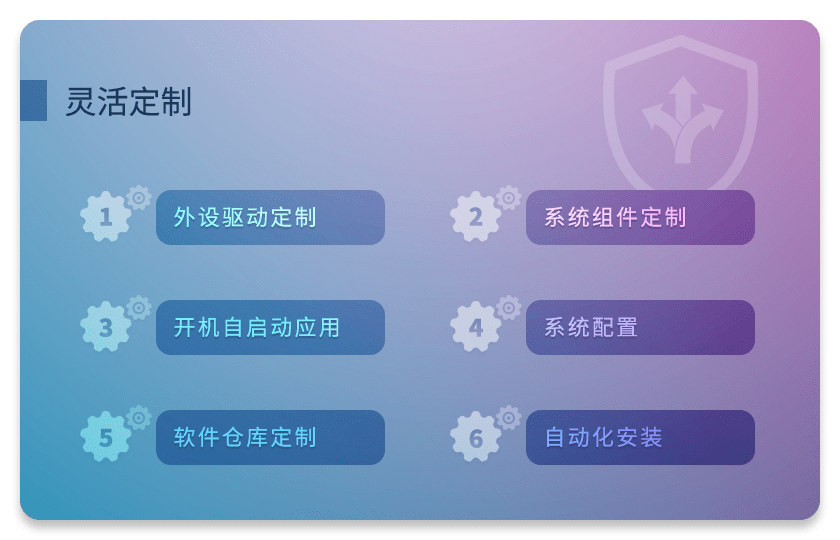 灵活定制
1 外设驱动定制
2 系统组件定制
3 开机自启动应用
4 系统配置
5 软件仓库定制
6 自动化安装